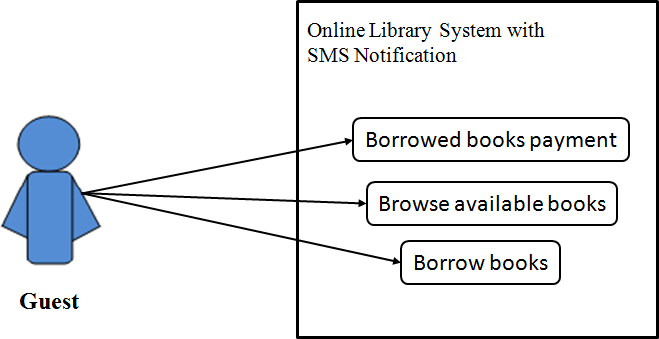 Online Library System with
SMS Notification
Borrowed books payment
Browse available books
Borrow books
Guest